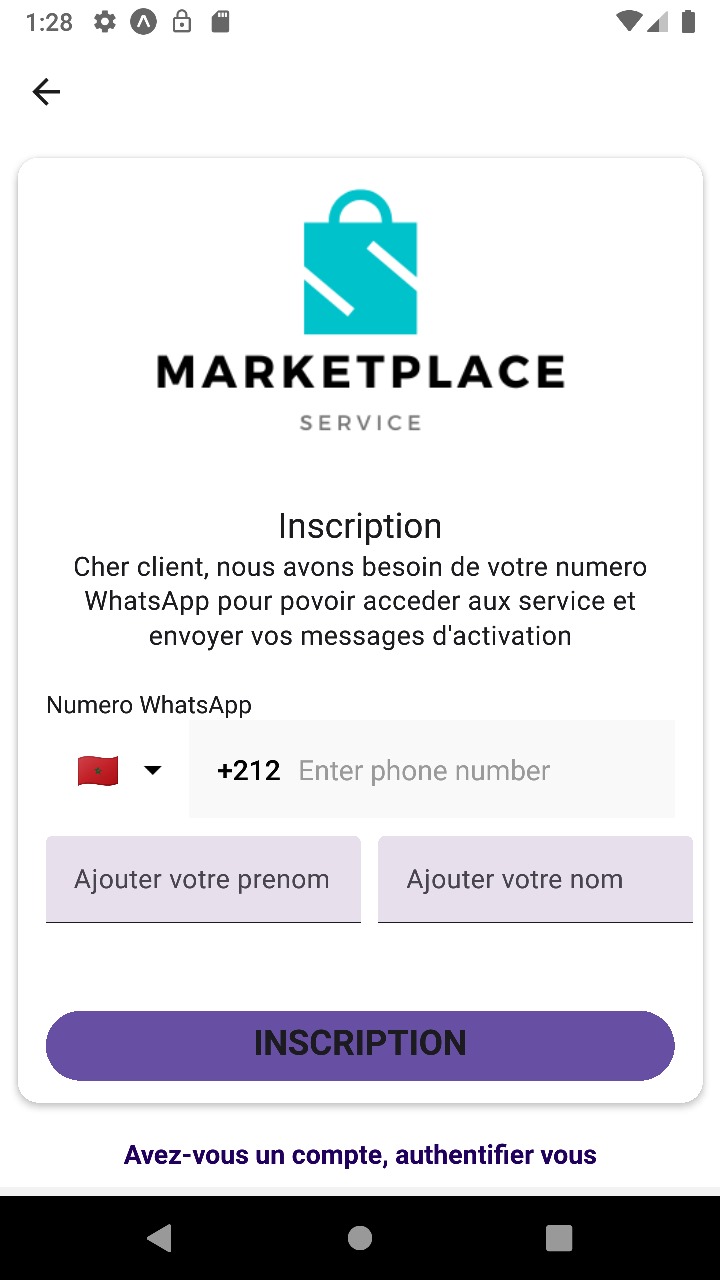 1:28
MARKETPLACE
SERVICE
Inscription
Cher client, nous avons besoin de votre numero
WhatsApp pour povoir acceder aux service et
envoyer vos messages d'activation
Numero WhatsApp
+212 Enter phone number
Ajouter votre prenom Ajouter votre nom
INSCRIPTION
Avez-vous un compte, authentifier vous